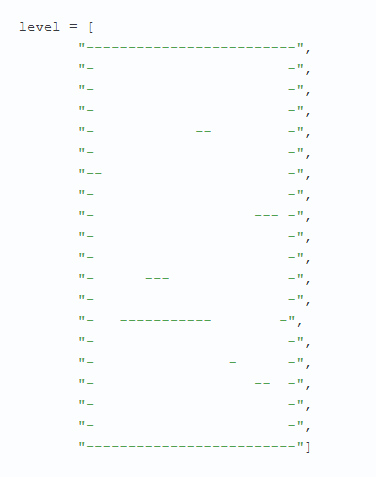 level = [
       "-------------------------",
       "-                       -",
       "-                       -",
       "-                       -",
       "-            --         -",
       "-                       -",
       "--                      -",
       "-                       -",
       "-                   --- -",
       "-                       -",
       "-                       -",
       "-      ---              -",
       "-                       -",
       "-   -----------        -",
       "-                       -",
       "-                -      -",
       "-                   --  -",
       "-                       -",
       "-                       -",
       "-------------------------"]